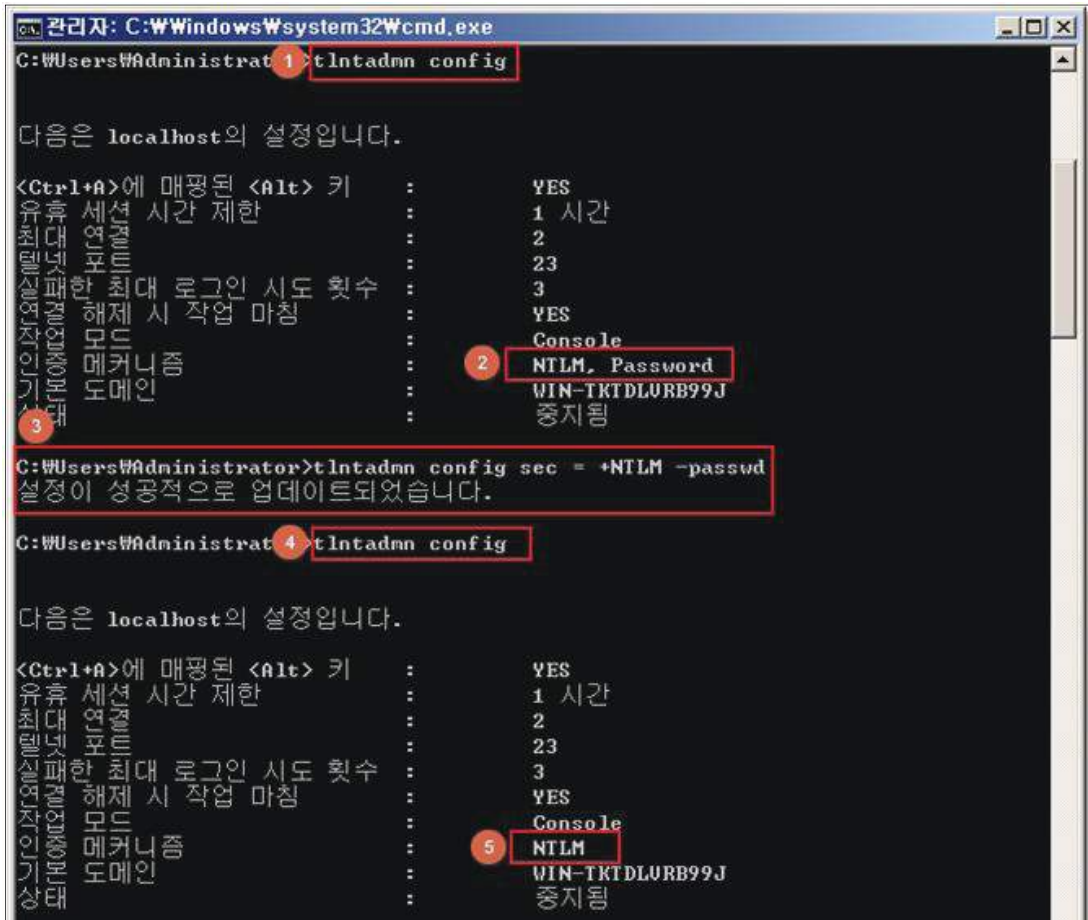 관리자: C:₩Windows₩system32₩cmd.exe
C:₩Users₩Administrat 1 >tlntadmn config
다음은 localhost의 설정입니다.
<Ctrl+A>에 매핑된 <Alt> 키 : YES
유휴 세션 시간 제한 : 1 시간
최대 연결 : 2
텔넷 포트 : 23
실패한 최대 로그인 시도 횟수 : 3
연결 해제 시 작업 마침 : YES
작업 모드 : Console
인증 메커니즘 : 2 NTLM, Password
기본 도메인 : WIN-TKTDLURB99J
상태 : 중지됨
3
C:₩Users₩Administrator>tlntadmn config sec = +NTLM -passwd
설정이 성공적으로 업데이트되었습니다.
C:₩Users₩Administrat 4 >tlntadmn config
다음은 localhost의 설정입니다.
<Ctrl+A>에 매핑된 <Alt> 키 : YES
유휴 세션 시간 제한 : 1 시간
최대 연결 : 2
텔넷 포트 : 23
실패한 최대 로그인 시도 횟수 : 3
연결 해제 시 작업 마침 : YES
작업 모드 : Console
인증 메커니즘 : 5 NTLM
기본 도메인 : WIN-TKTDLURB99J
상태 : 중지됨